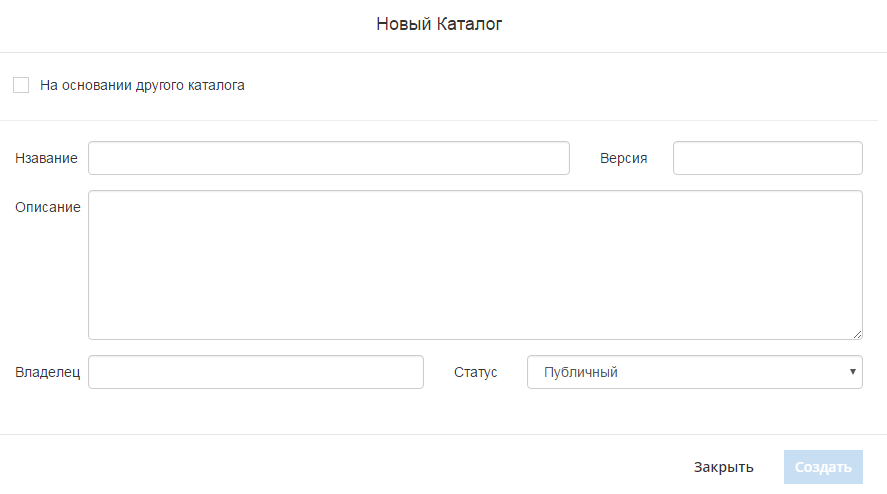 Новый Каталог
На основании другого каталога
Нзавание Версия
Описание
Владелец Статус Публичный
Закрыть Создать